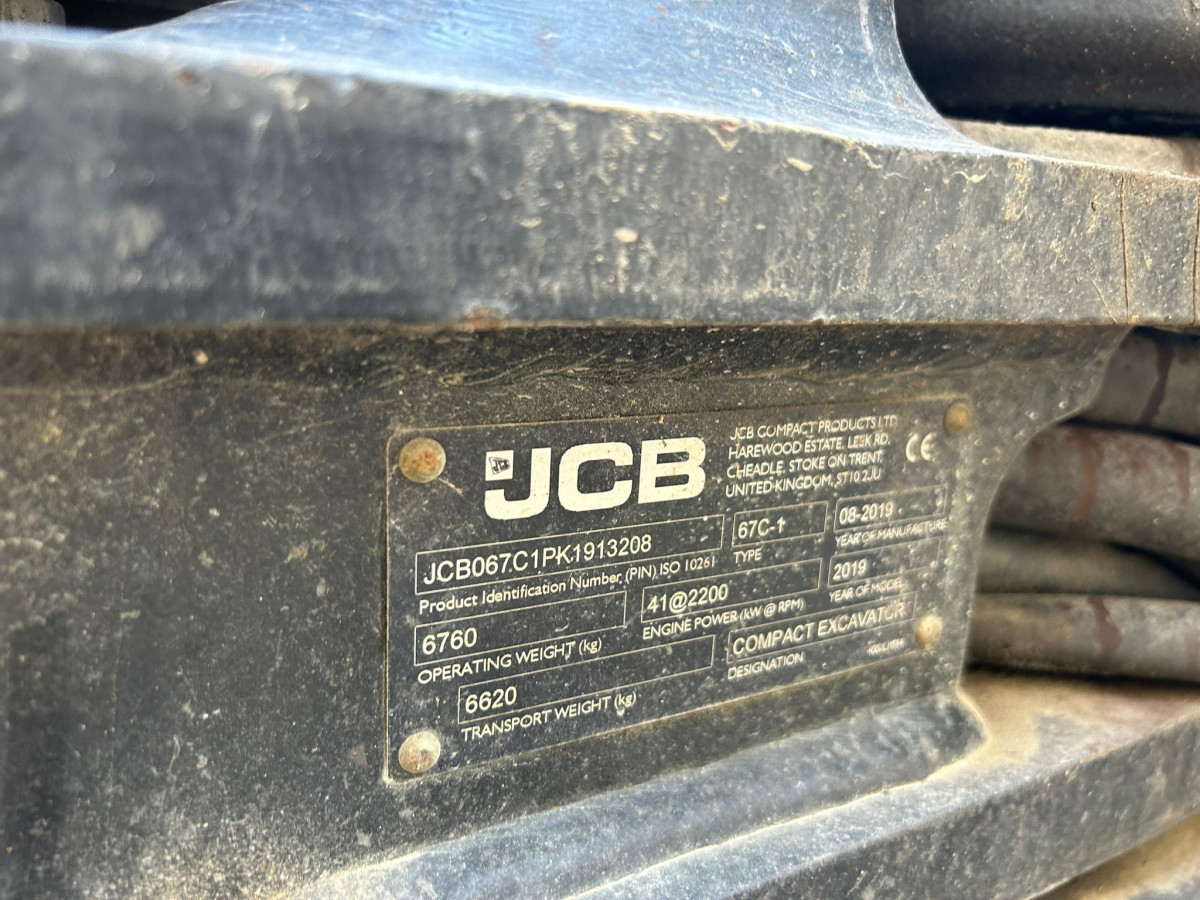 JCB
JCB COMPACT PRODUCTS LTD
HAREWOOD ESTATE, LEEK RD,
CHEADLE, STOKE ON TRENT,
UNITED KINGDOM, ST10 2JU
CE
JCB067C1PK1913208
Product Identification Number (PIN) ISO 10261
67C-1
TYPE
08-2019
YEAR OF MANUFACTURE
6760
OPERATING WEIGHT (kg)
41@2200
ENGINE POWER (kW @ RPM)
2019
YEAR OF MODEL
6620
TRANSPORT WEIGHT (kg)
COMPACT EXCAVATOR
DESIGNATION